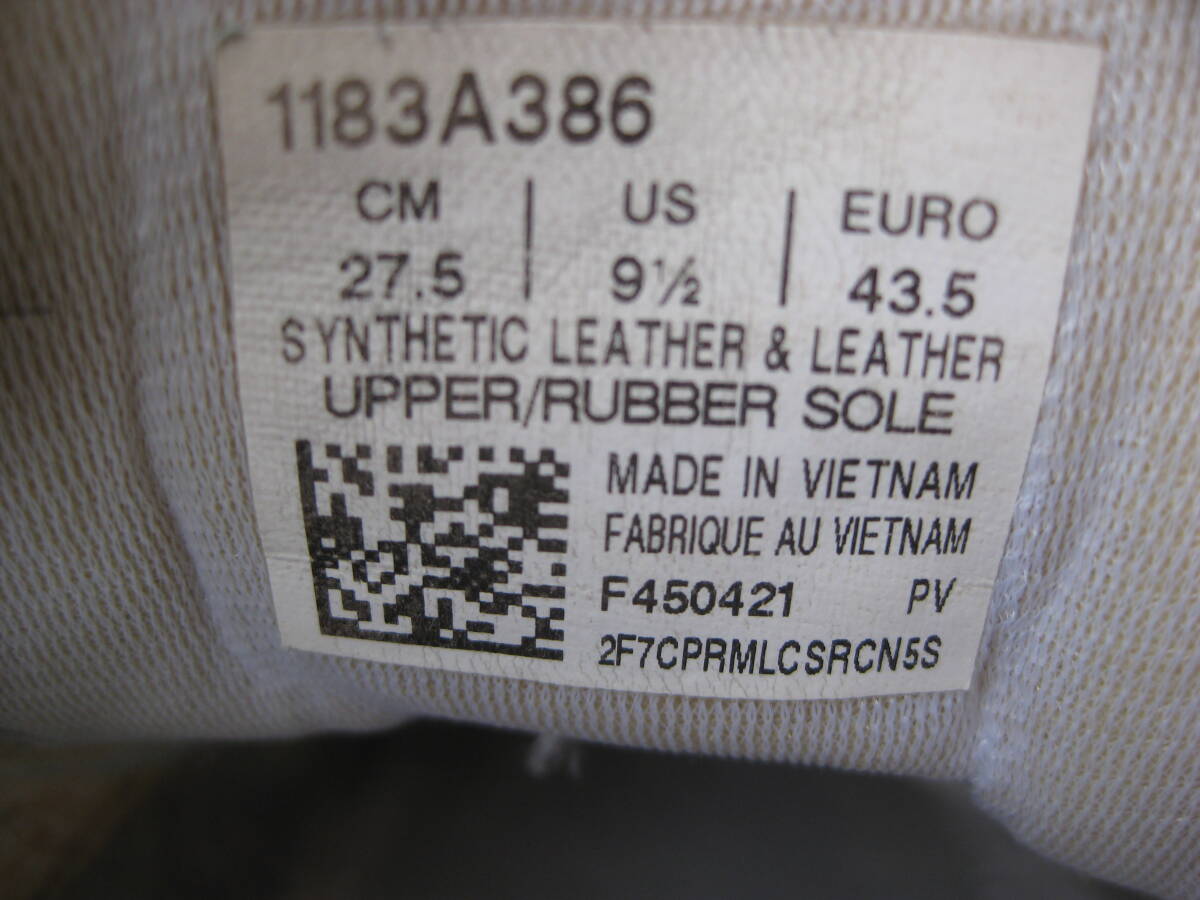 1183A386
CM | US | EURO
27.5 | 9½ | 43.5
SYNTHETIC LEATHER & LEATHER
UPPER/RUBBER SOLE
MADE IN VIETNAM
FABRIQUE AU VIETNAM
F450421 PV
2F7CPRMLCSRCN5S